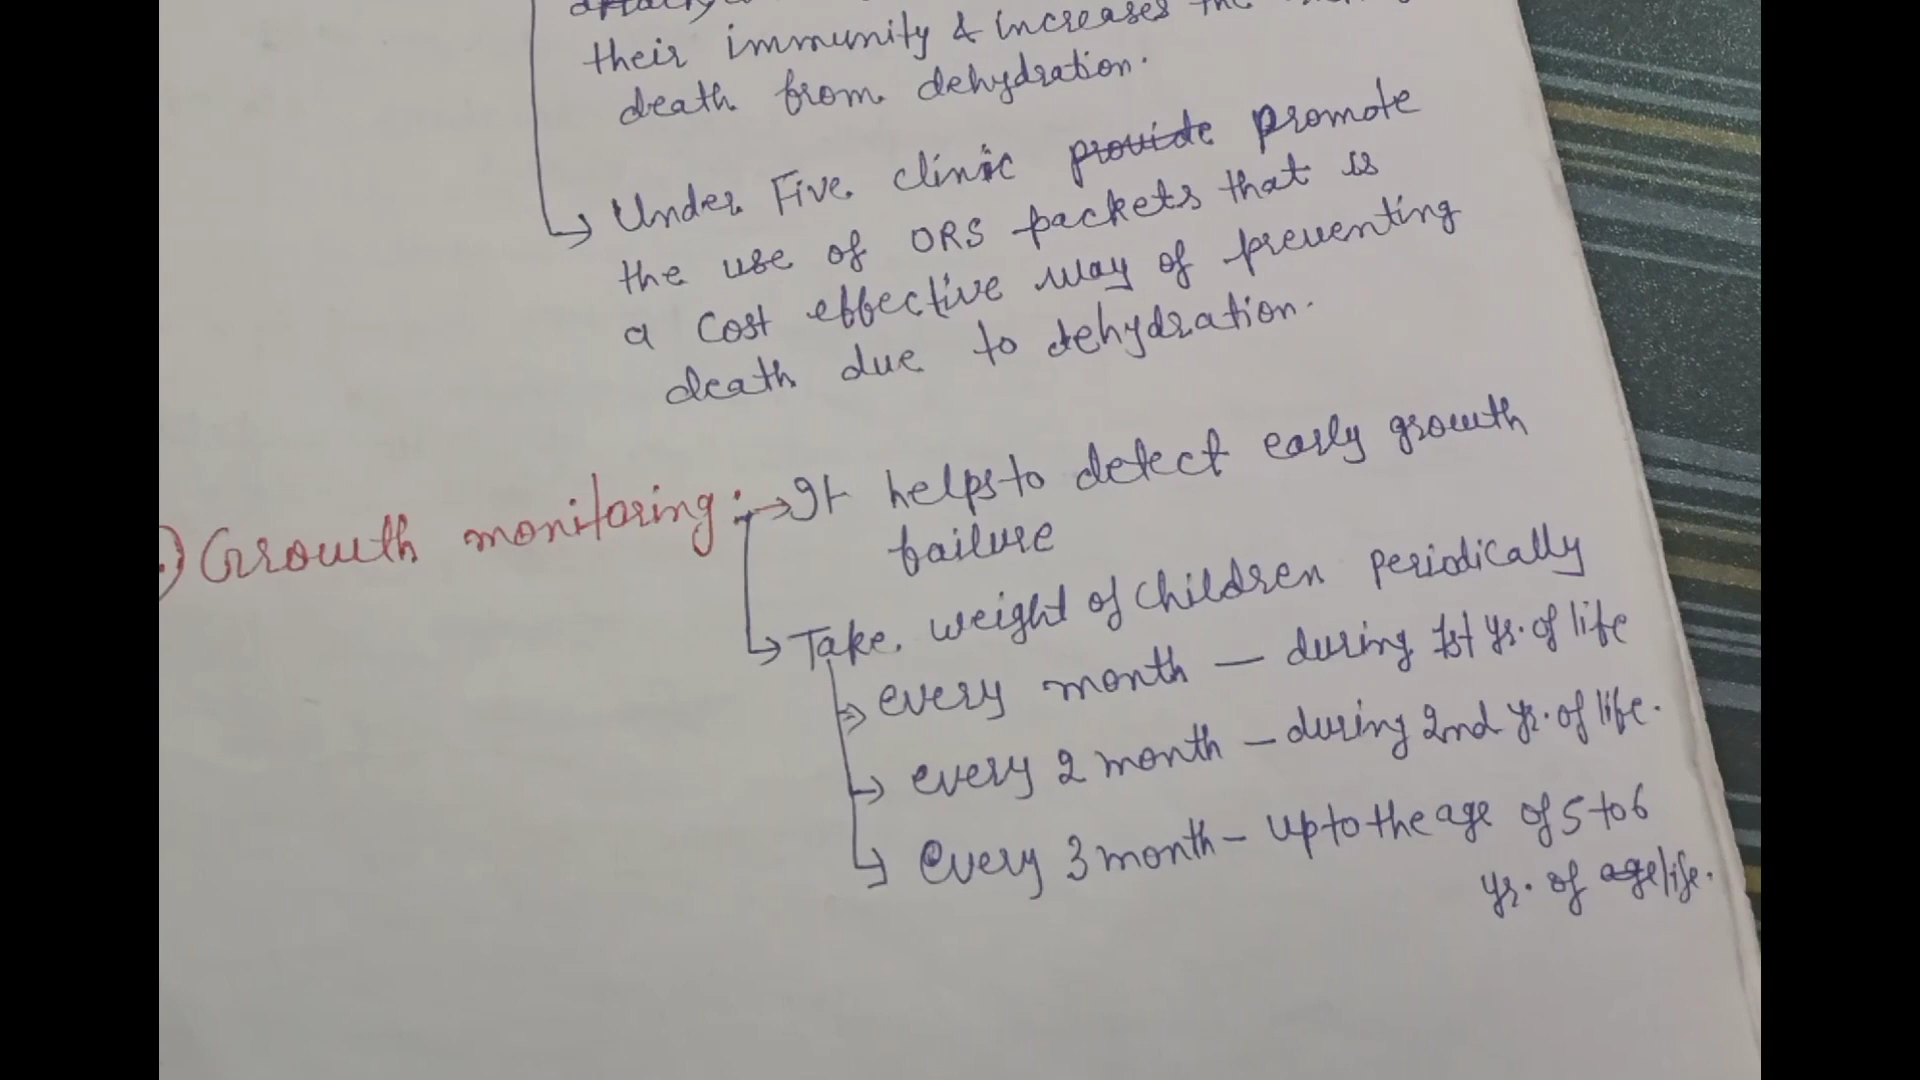 their immunity & increases the
death from dehydration.
Under Five clinic provide promote
the use of ORS packets that is
a cost effective way of preventing
death due to dehydration.
.) Growth monitoring :→ It helps to detect early growth
failure
→ Take weight of children periodically
→ every month — during 1st yr. of life
→ every 2 month — during 2nd yr. of life.
→ Every 3 month — up to the age of 5 to 6
yr. of age life.